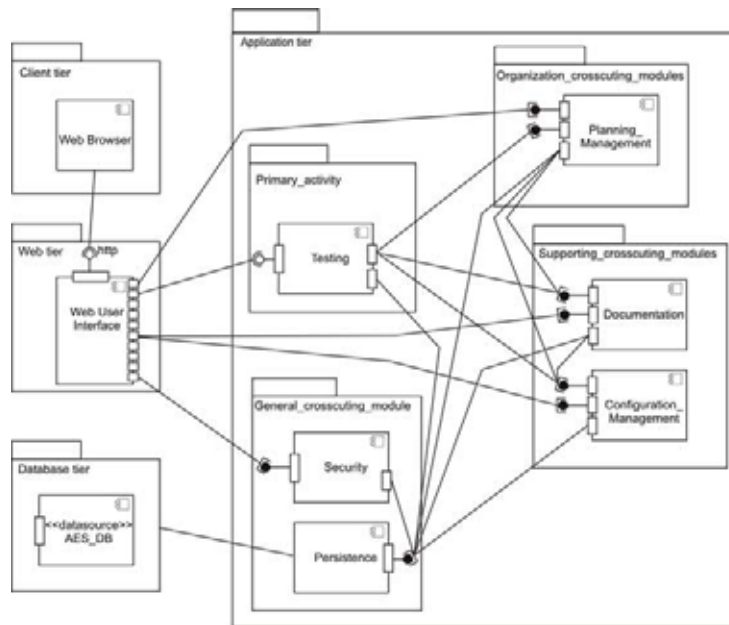 Client tier
Web Browser
Web tier
http
Web User
Interface
Database tier
<<datasource>>
AES_DB
Application tier
Primary_activity
Testing
General_crosscuting_module
Security
Persistence
Organization_crosscuting_modules
Planning_
Management
Supporting_crosscuting_modules
Documentation
Configuration_
Management